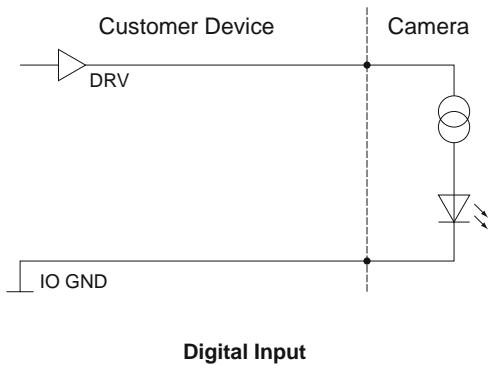 Customer Device
Camera
DRV
IO GND
Digital Input